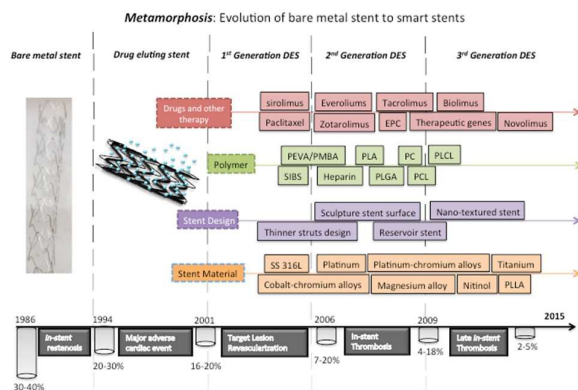 Metamorphosis: Evolution of bare metal stent to smart stents
Bare metal stent
Drug eluting stent
1st Generation DES
2nd Generation DES
3rd Generation DES
Drugs and other therapy
sirolimus
Everoliums
Tacrolimus
Biolimus
Paclitaxel
Zotarolimus
EPC
Therapeutic genes
Novolimus
Polymer
PEVA/PMBA
PLA
PC
PLCL
SIBS
Heparin
PLGA
PCL
Stent Design
Sculpture stent surface
Nano-textured stent
Thinner struts design
Reservoir stent
Stent Material
SS 316L
Platinum
Platinum-chromium alloys
Titanium
Cobalt-chromium alloys
Magnesium alloy
Nitinol
PLLA
1986
1994
2001
2006
2009
2015
In-stent restenosis
Major adverse cardiac event
Target Lesion Revascularization
In-stent Thrombosis
Late in-stent Thrombosis
30-40%
20-30%
16-20%
7-20%
4-18%
2-5%